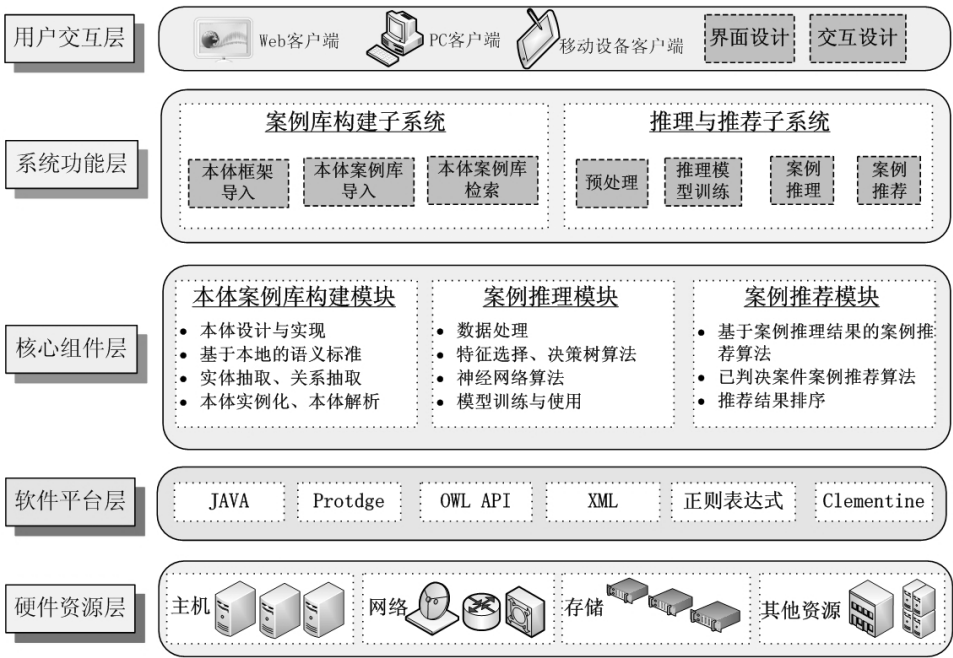 用户交互层
Web客户端
PC客户端
移动设备客户端
界面设计
交互设计
系统功能层
案例库构建子系统
本体框架
导入
本体案例库
导入
本体案例库
检索
推理与推荐子系统
预处理
推理模
型训练
案例
推理
案例
推荐
核心组件层
本体案例库构建模块
• 本体设计与实现
• 基于本地的语义标准
• 实体抽取、关系抽取
• 本体实例化、本体解析
案例推理模块
• 数据处理
• 特征选择、决策树算法
• 神经网络算法
• 模型训练与使用
案例推荐模块
• 基于案例推理结果的案例推
荐算法
• 已判决案件案例推荐算法
• 推荐结果排序
软件平台层
JAVA
Protdge
OWL API
XML
正则表达式
Clementine
硬件资源层
主机
网络
存储
其他资源